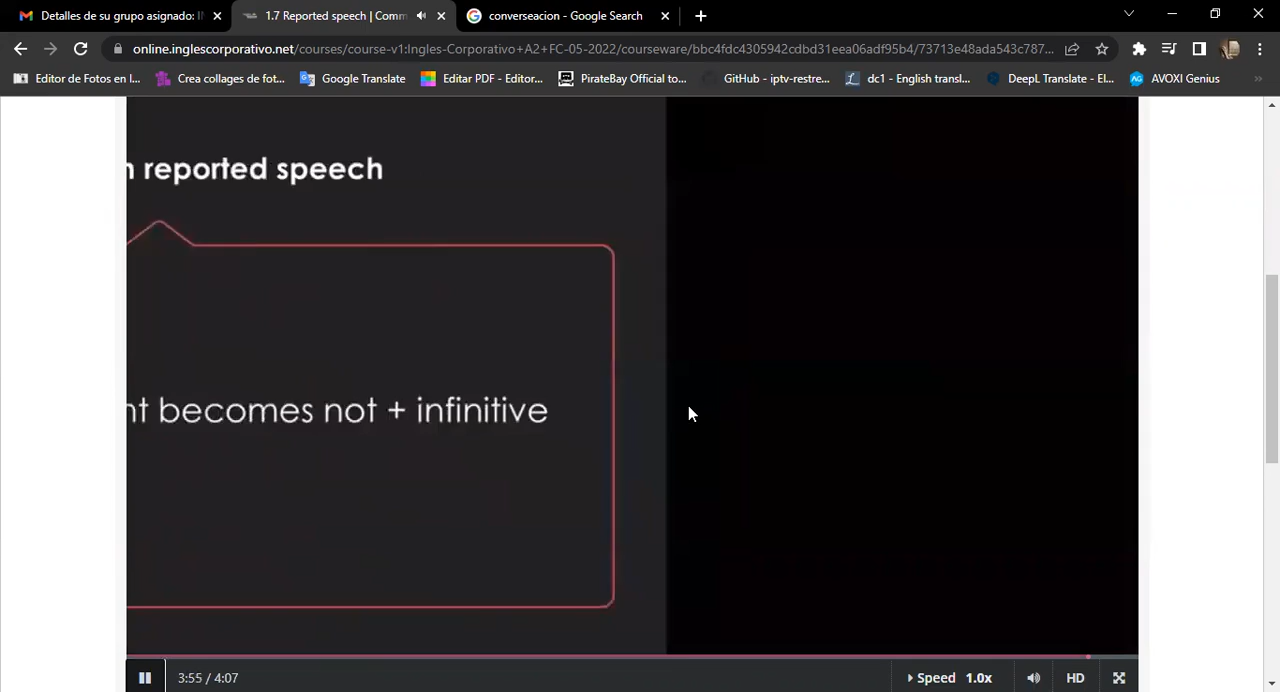 Detalles de su grupo asignado: I
1.7 Reported speech | Comm
converseacion - Google Search
online.inglescorporativo.net/courses/course-v1:Ingles-Corporativo+A2+FC-05-2022/courseware/bbc4fdc4305942cdbd31eea06adf95b4/73713e48ada543c787...
Editor de Fotos en l... Crea collages de fot... Google Translate Editar PDF - Editor... PirateBay Official to... GitHub - iptv-restre... dc1 - English transl... DeepL Translate - El... AVOXI Genius »
n reported speech
nt becomes not + infinitive
3:55 / 4:07 Speed 1.0x HD